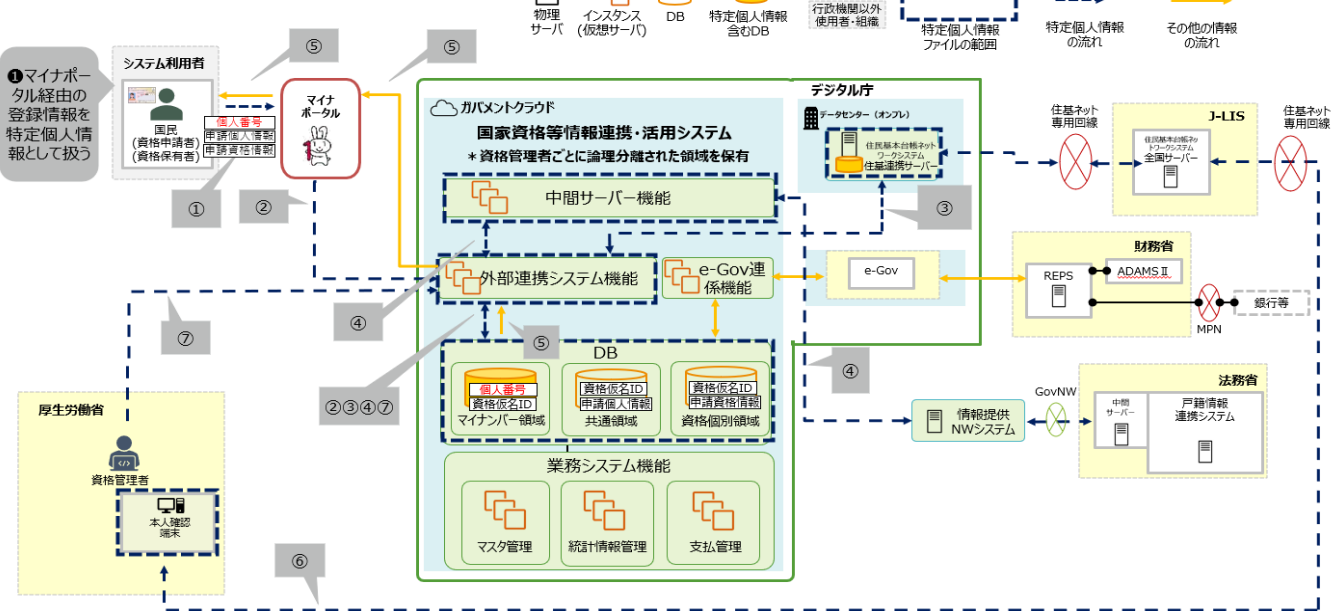 物理
サーバ
インスタンス
(仮想サーバ)
DB
特定個人情報
含むDB
行政機関以外
使用者・組織
特定個人情報
ファイルの範囲
特定個人情報
の流れ
その他の情報
の流れ
❶マイナポー
タル経由の
登録情報を
特定個人情
報として扱う
システム利用者
国民
(資格申請者)
(資格保有者)
個人番号
申請個人情報
申請資格情報
⑤
⑤
マイナ
ポータル
①
②
デジタル庁
ガバメントクラウド
国家資格等情報連携・活用システム
＊資格管理者ごとに論理分離された領域を保有
中間サーバー機能
データセンター（オンプレ）
住民基本台帳ネット
ワークシステム
住基連携サーバー
③
住基ネット
専用回線
J-LIS
住民基本台帳ネッ
トワークシステム
全国サーバー
住基ネット
専用回線
外部連携システム機能
e-Gov連
係機能
e-Gov
財務省
REPS
ADAMSⅡ
MPN
銀行等
④
⑦
⑤
②③④⑦
④
DB
個人番号
資格仮名ID
マイナンバー領域
資格仮名ID
申請個人情報
共通領域
資格仮名ID
申請資格情報
資格個別領域
情報提供
NWシステム
GovNW
法務省
中間
サーバー
戸籍情報
連携システム
厚生労働省
資格管理者
本人確認
端末
業務システム機能
マスタ管理
統計情報管理
支払管理
⑥